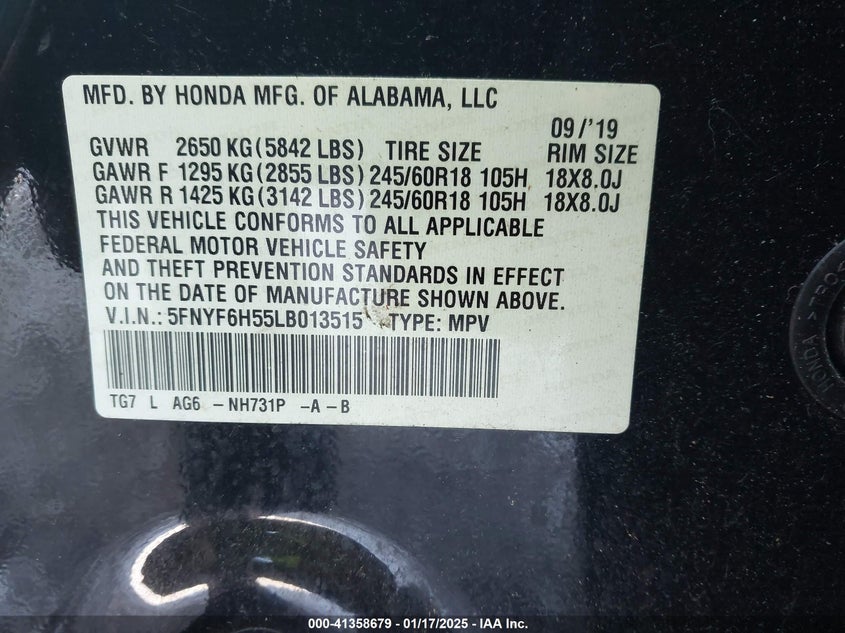 MFD. BY HONDA MFG. OF ALABAMA, LLC
09/'19
GVWR 2650 KG(5842 LBS) TIRE SIZE RIM SIZE
GAWR F 1295 KG(2855 LBS)245/60R18 105H 18X8.0J
GAWR R 1425 KG(3142 LBS)245/60R18 105H 18X8.0J
THIS VEHICLE CONFORMS TO ALL APPLICABLE
FEDERAL MOTOR VEHICLE SAFETY
AND THEFT PREVENTION STANDARDS IN EFFECT
ON THE DATE OF MANUFACTURE SHOWN ABOVE.
V.I.N.: 5FNYF6H55LB013515 TYPE: MPV
TG7 L AG6 -NH731P -A-B
HONDA
000-41358679 - 01/17/2025 - IAA Inc.